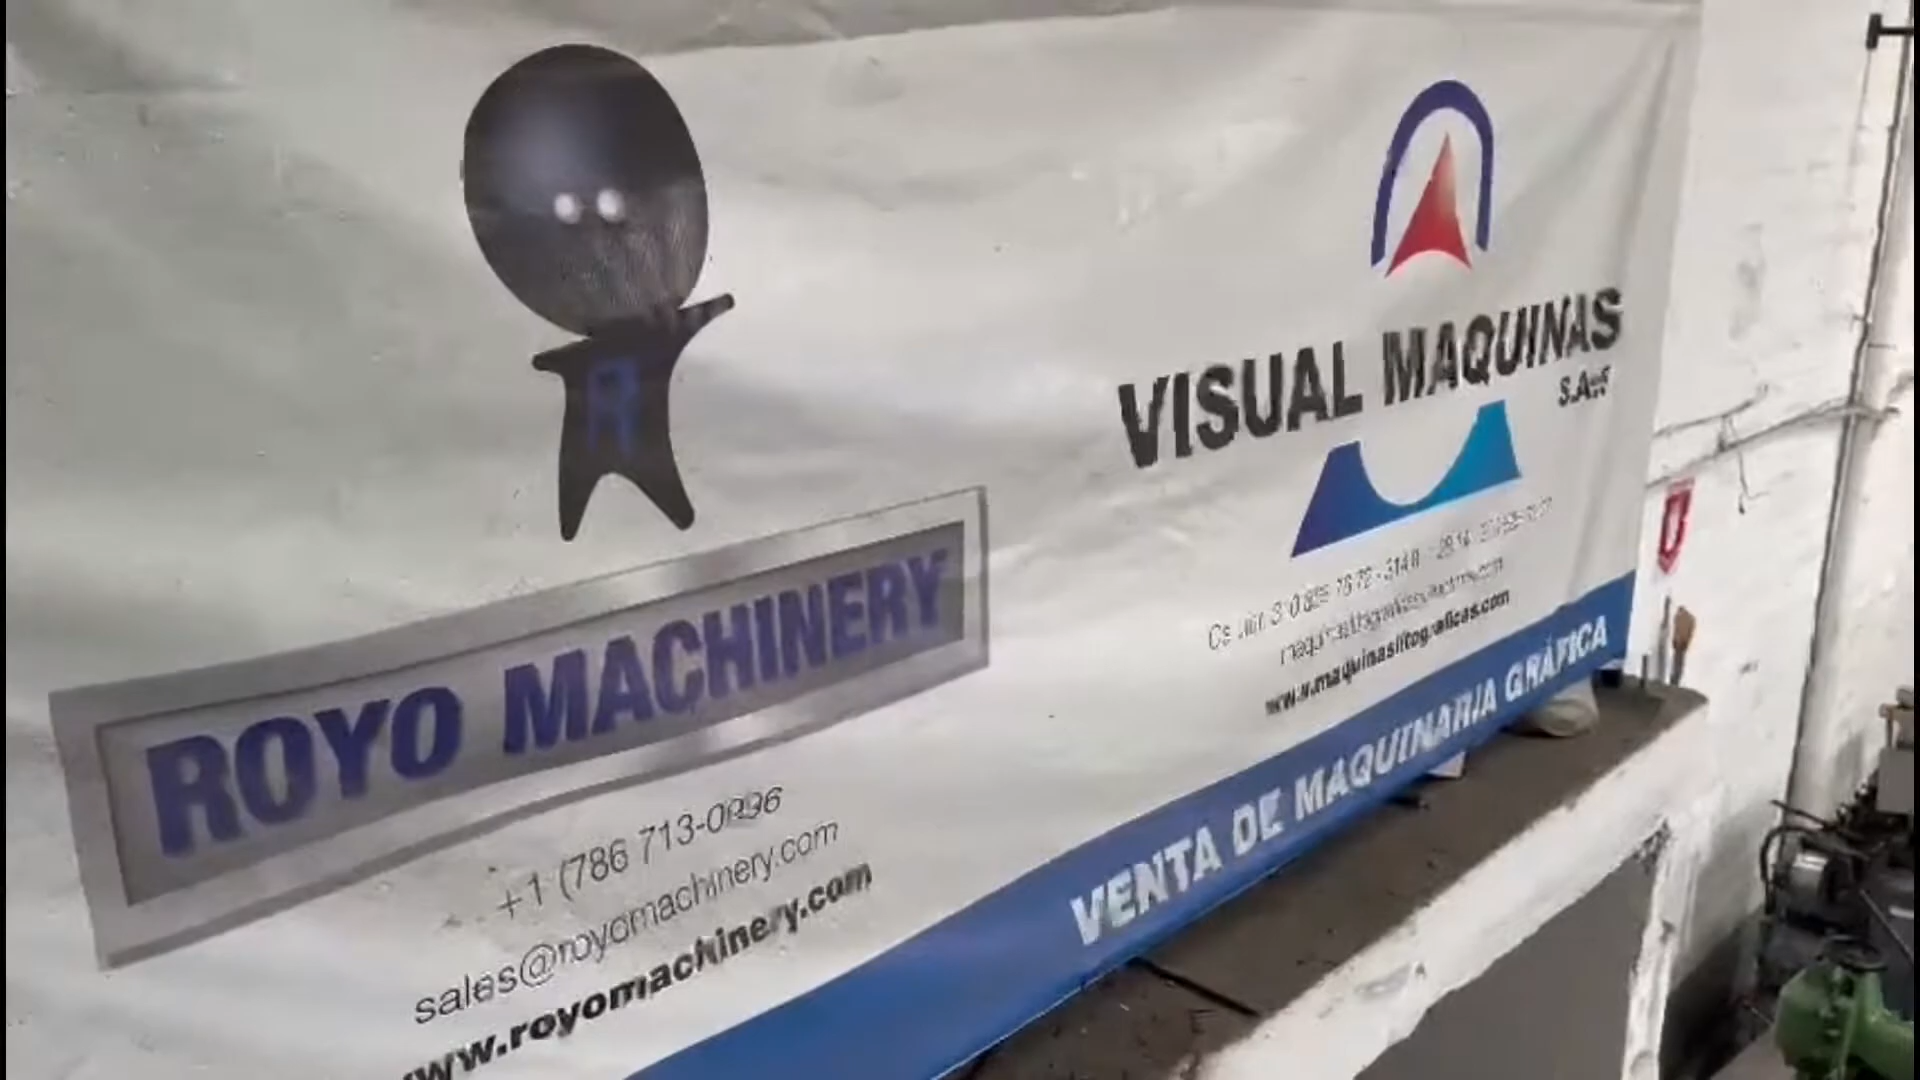 R
ROYO MACHINERY
sales@royomachinery.com
www.royomachinery.com
VISUAL MAQUINAS
www.maquinaslitograficas.com
VENTA DE MAQUINARIA GRÁFICA